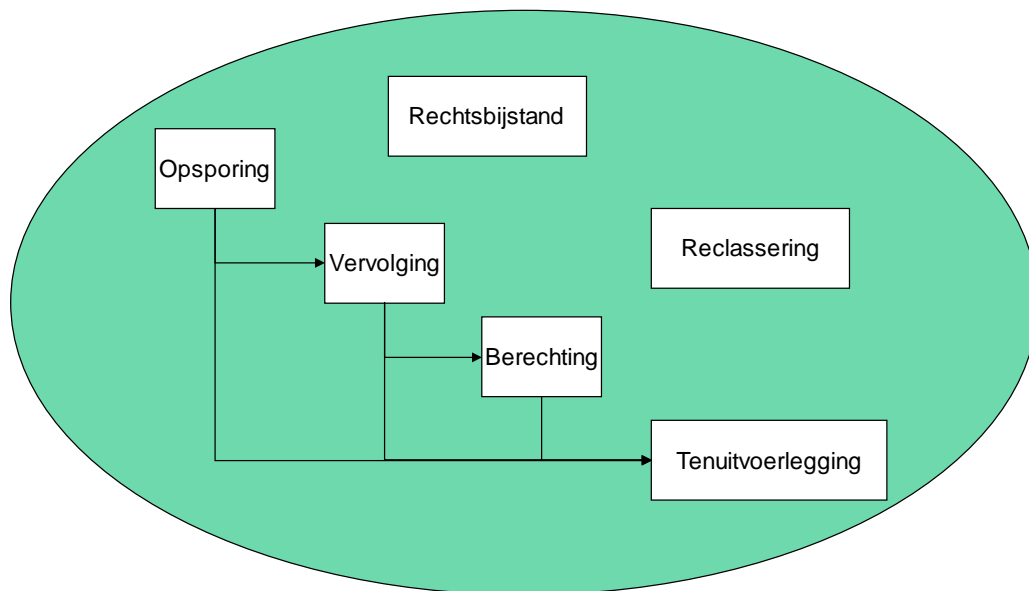 Rechtsbijstand
Opsporing
Reclassering
Vervolging
Berechting
Tenuitvoerlegging